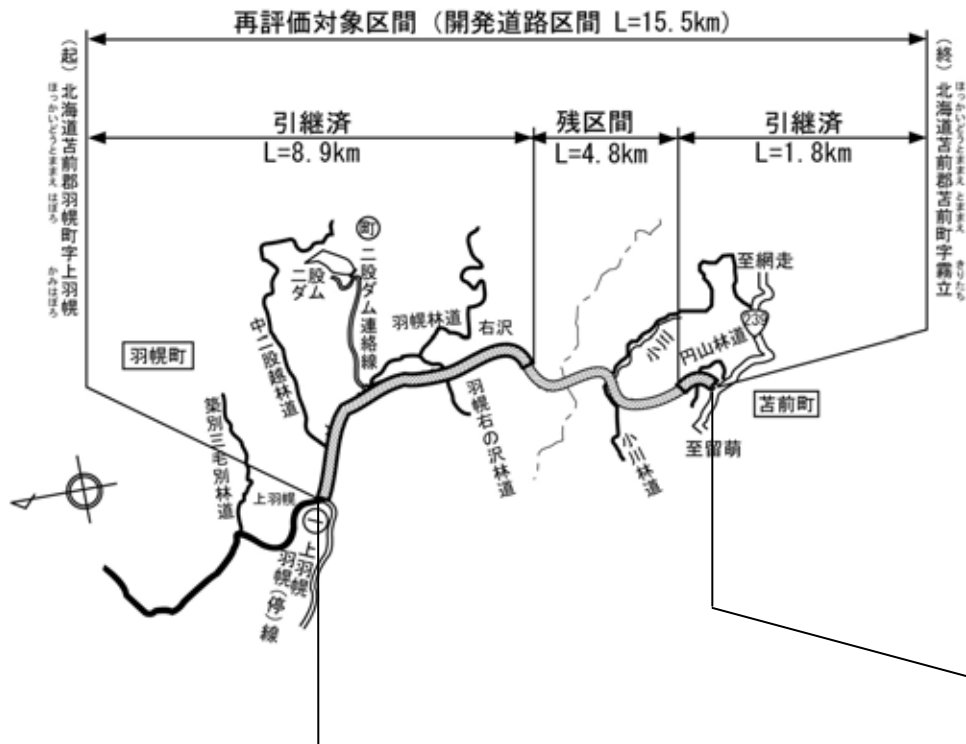 再評価対象区間（開発道路区間 L=15.5km）
（起）北海道苫前郡羽幌町字上羽幌
ほっかいどうとままえ はぼろ かみはぼろ
（終）北海道苫前郡苫前町字霧立
ほっかいどうとままえ とままえ きりたち
引継済
L=8.9km
残区間
L=4.8km
引継済
L=1.8km
町
二股ダム連絡線
二股
ダム
中二股越林道
羽幌林道
右沢
羽幌右の沢林道
小川
小川林道
円山林道
至網走
239
至留萌
羽幌町
苫前町
築別三毛別林道
上羽幌
一
上羽幌
羽幌(停)線